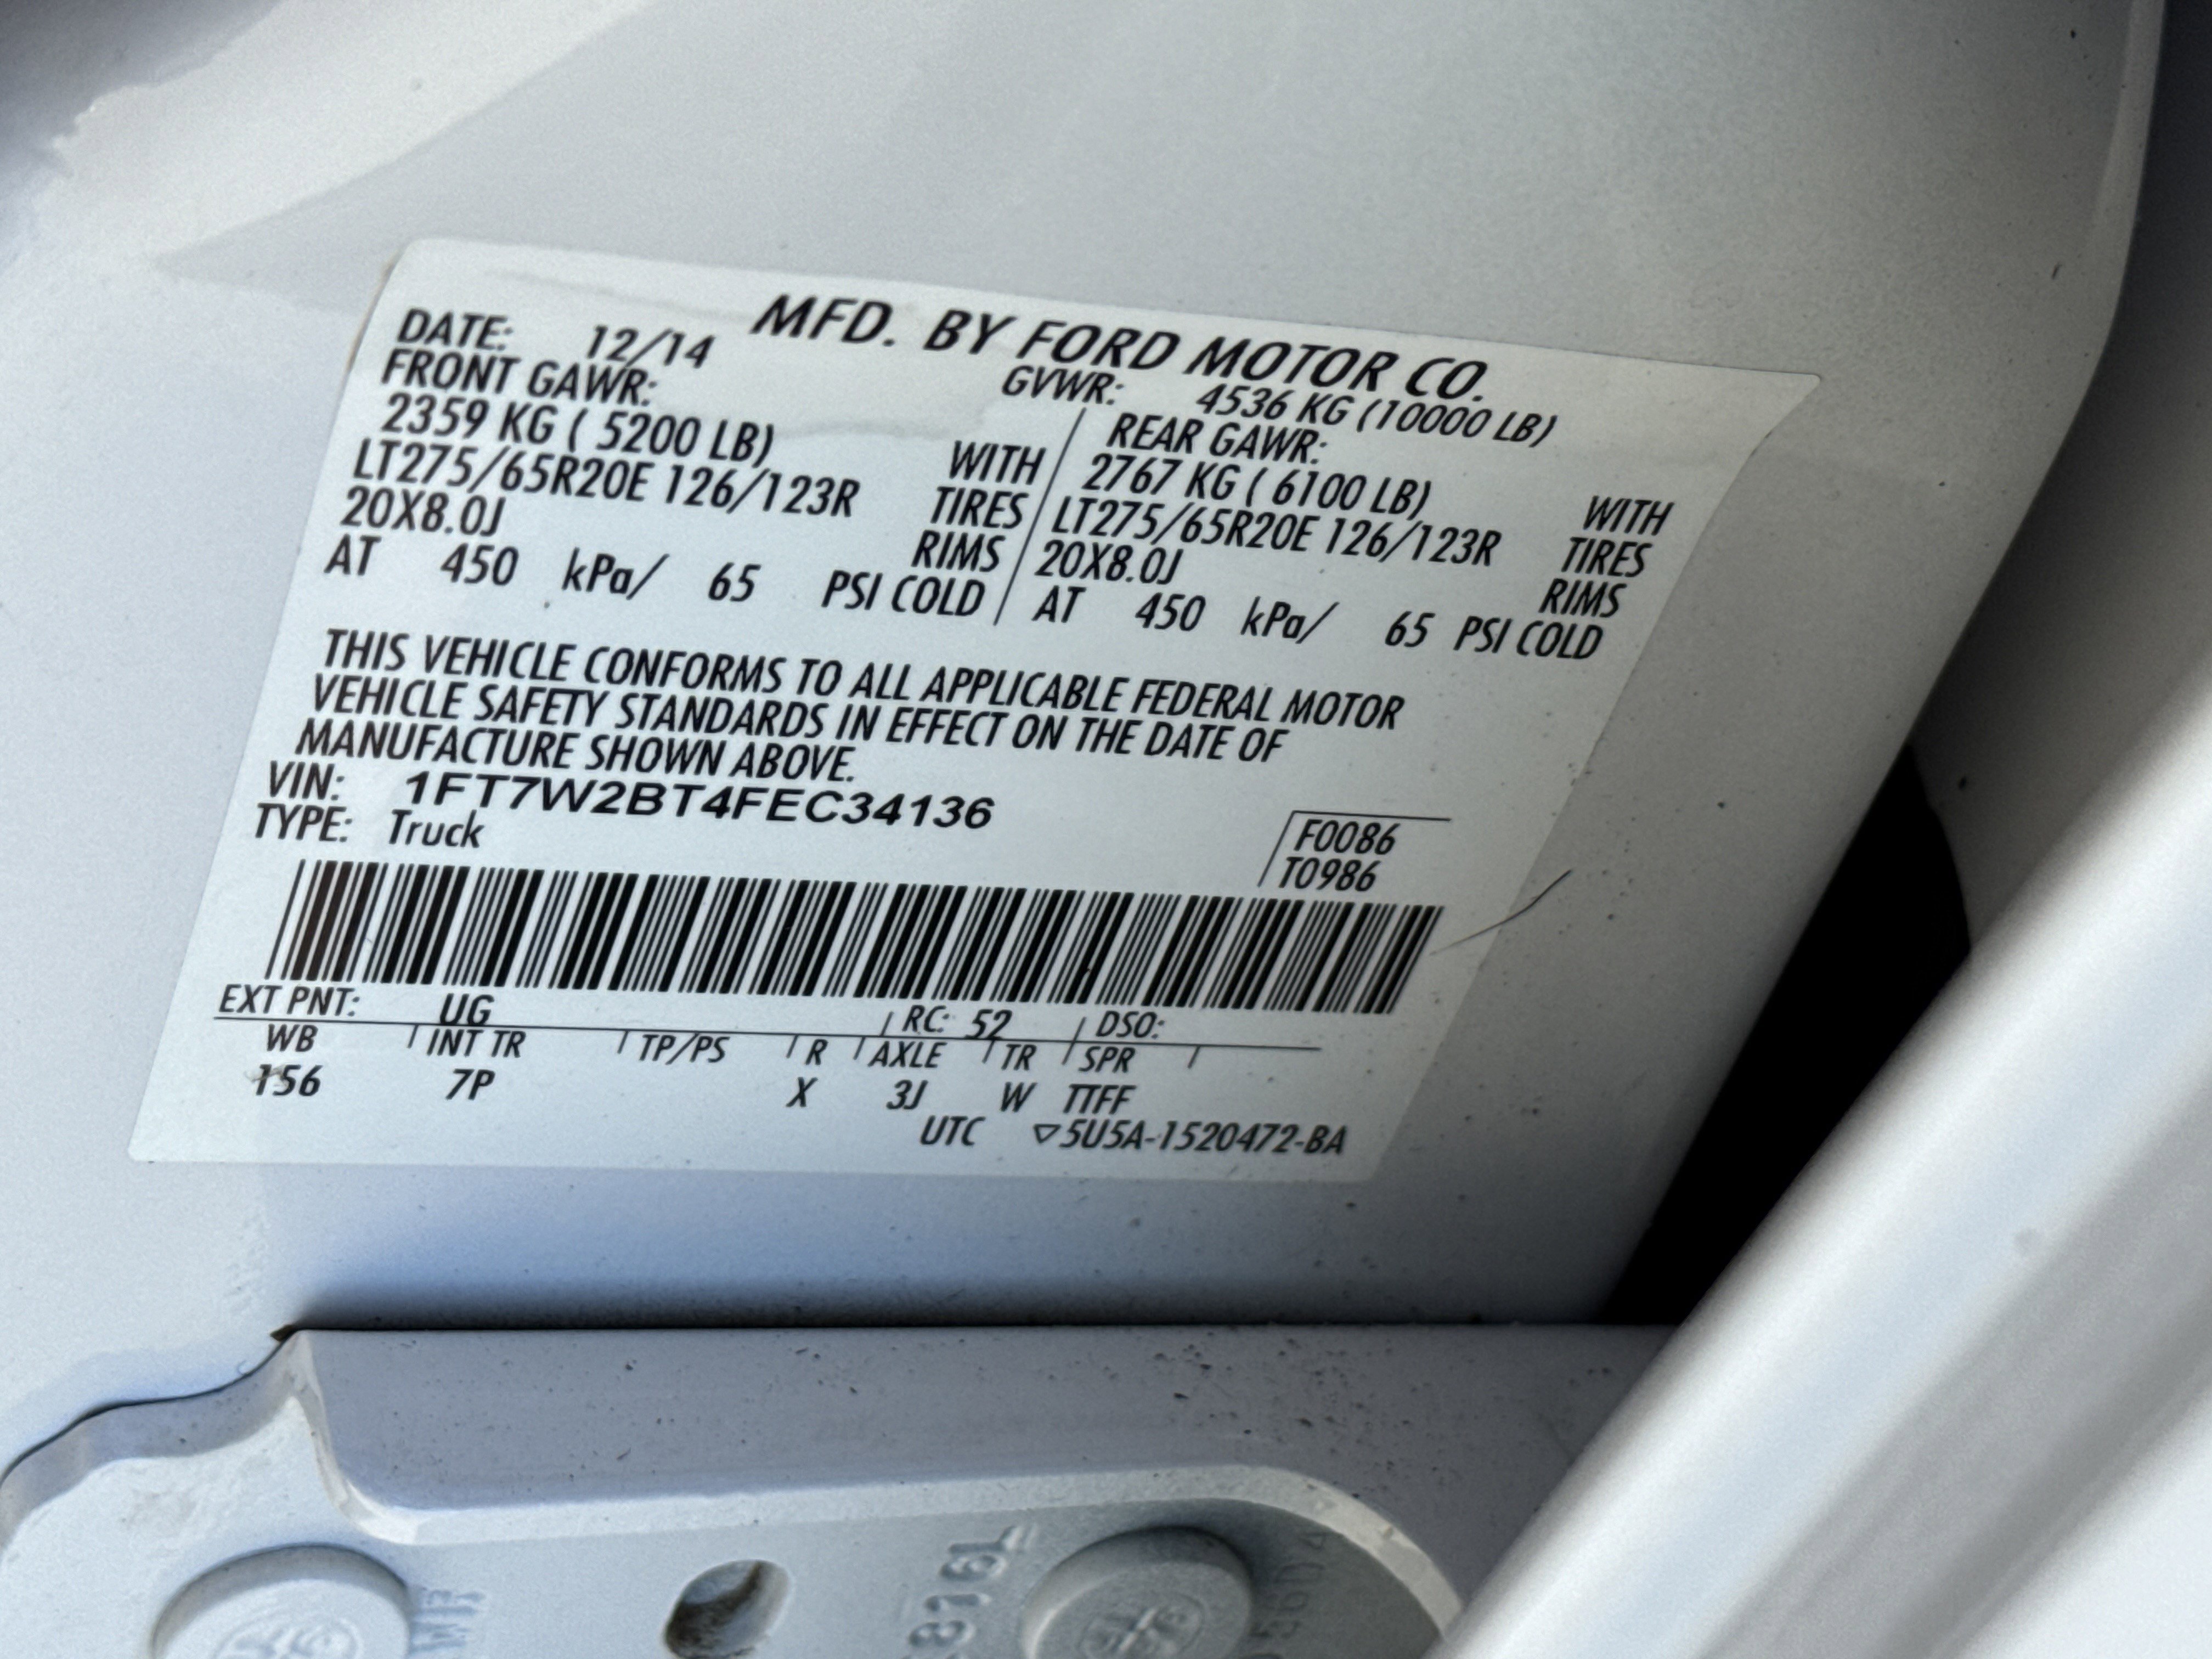 MFD. BY FORD MOTOR CO.
DATE: 12/14
GVWR: 4536 KG (10000 LB)
FRONT GAWR:
2359 KG ( 5200 LB) WITH
LT275/65R20E 126/123R TIRES
20X8.0J RIMS
AT 450 kPa/ 65 PSI COLD
REAR GAWR:
2767 KG ( 6100 LB) WITH
LT275/65R20E 126/123R TIRES
20X8.0J RIMS
AT 450 kPa/ 65 PSI COLD
THIS VEHICLE CONFORMS TO ALL APPLICABLE FEDERAL MOTOR
VEHICLE SAFETY STANDARDS IN EFFECT ON THE DATE OF
MANUFACTURE SHOWN ABOVE.
VIN: 1FT7W2BT4FEC34136
TYPE: Truck
F0086
T0986
EXT PNT: UG RC: 52 DSO:
WB INT TR TP/PS R AXLE TR SPR
156 7P X 3J W TTFF
UTC ▽5U5A-1520472-BA